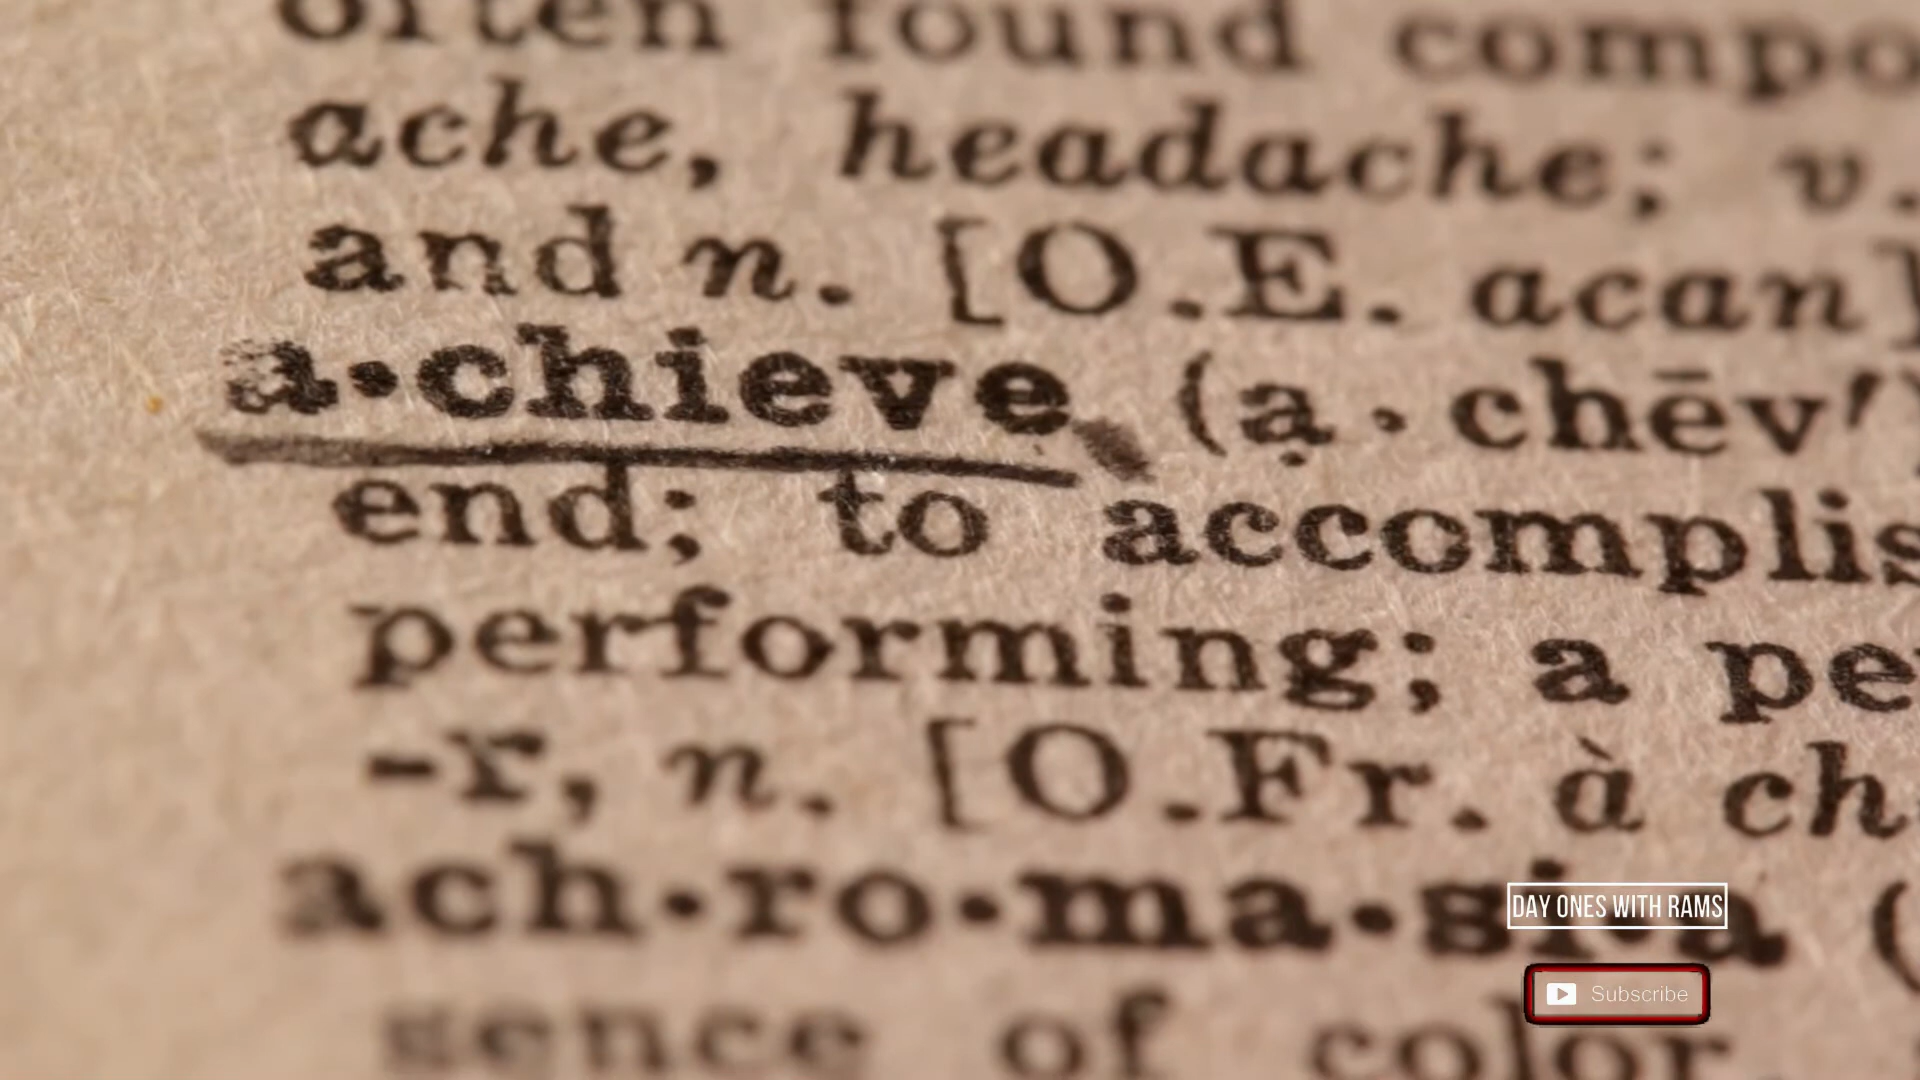 often found compo
ache, headache; v.
and n. [O.E. acan]
a•chieve (ạ • chēv′)
end; to accomplis
performing; a pe
-r, n. [O.Fr. à ch
ach•ro•ma•si•a (
sence of color.
DAY ONES WITH RAMS
Subscribe